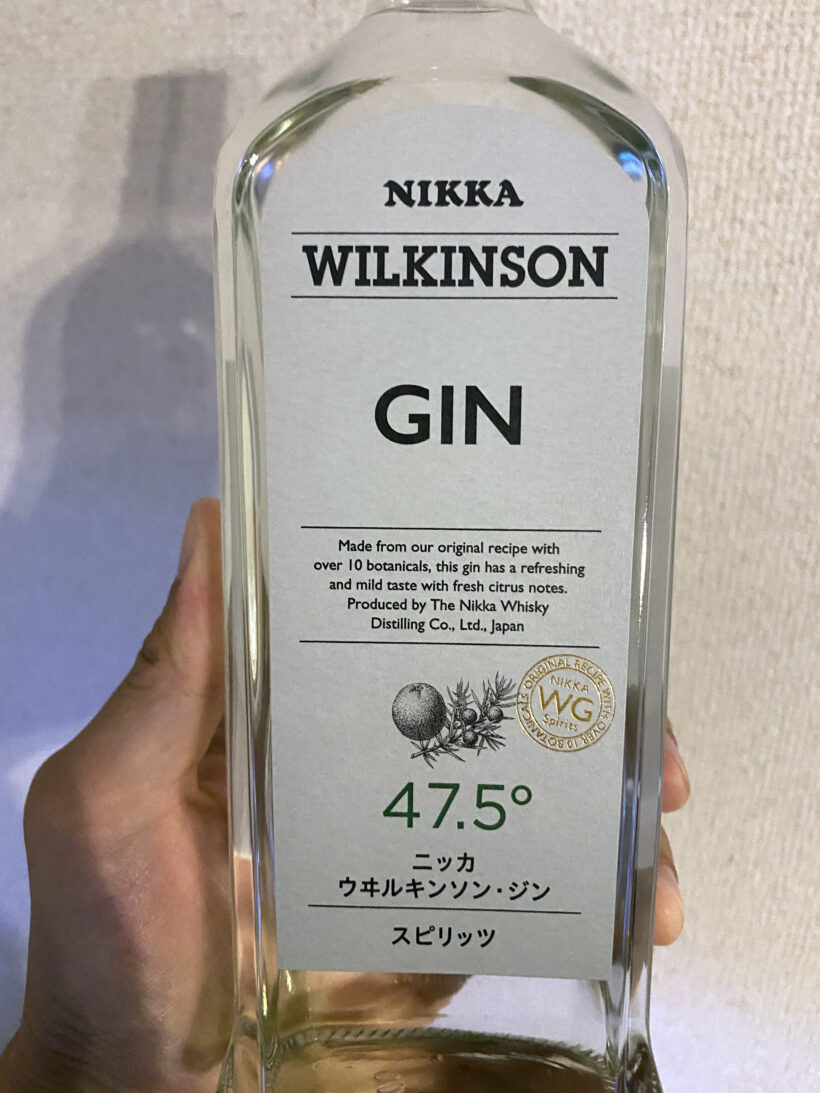 NIKKA
WILKINSON
GIN
Made from our original recipe with
over 10 botanicals, this gin has a refreshing
and mild taste with fresh citrus notes.
Produced by The Nikka Whisky
Distilling Co., Ltd., Japan
ORIGINAL RECIPE WITH OVER 10 BOTANICALS
NIKKA
WG
Spirits
47.5°
ニッカ
ウヰルキンソン・ジン
スピリッツ